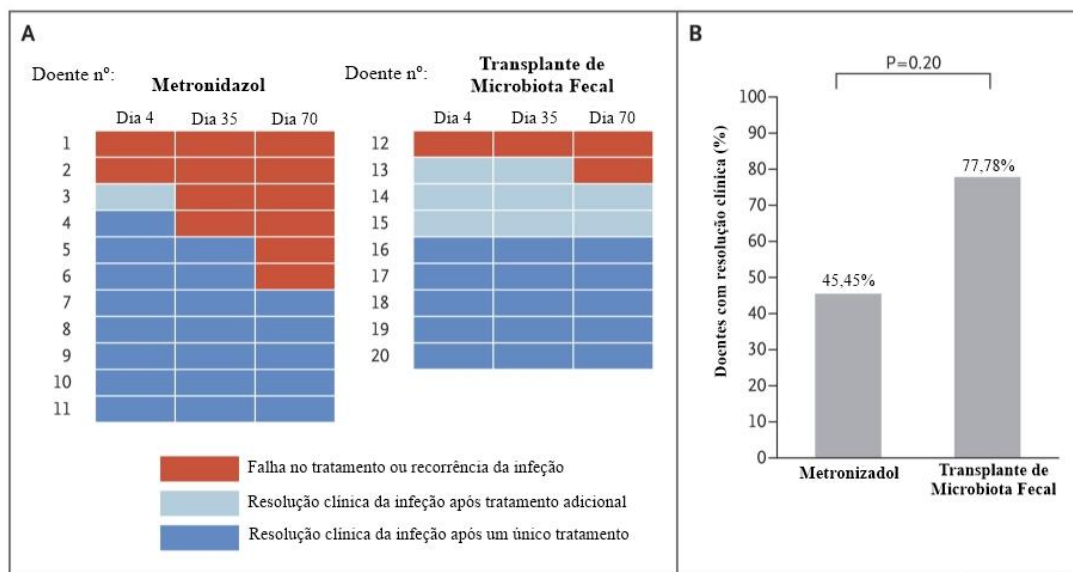 A
Doente nº:
Metronidazol
Dia 4 Dia 35 Dia 70
1
2
3
4
5
6
7
8
9
10
11
Transplante de
Microbiota Fecal
Dia 4 Dia 35 Dia 70
Doente nº:
12
13
14
15
16
17
18
19
20
Falha no tratamento ou recorrência da infeção
Resolução clínica da infeção após tratamento adicional
Resolução clínica da infeção após um único tratamento
B
P=0.20
Doentes com resolução clínica (%)
100
90
80
70
60
50
40
30
20
10
0
45,45%
77,78%
Metronizadol
Transplante de
Microbiota Fecal